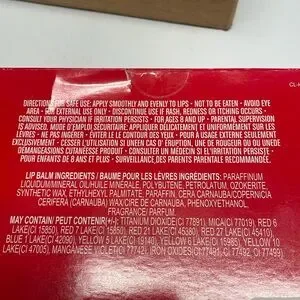 CL-
DIRECTIONS FOR SAFE USE: APPLY SMOOTHLY AND EVENLY TO LIPS - NOT TO BE EATEN - AVOID EYE
AREA - FOR EXTERNAL USE ONLY - DISCONTINUE USE IF RASH, REDNESS OR ITCHING OCCURS -
CONSULT YOUR PHYSICIAN IF IRRITATION PERSISTS - FOR AGES 8 AND UP - PARENTAL SUPERVISION
IS ADVISED. MODE D'EMPLOI SÉCURITAIRE: APPLIQUER DÉLICATEMENT ET UNIFORMÉMENT SUR LES
LÈVRES - NE PAS INGÉRER - ÉVITER LE CONTOUR DES YEUX - POUR USAGE EXTERNE SEULEMENT
EXCLUSIVEMENT - CESSER L'UTILISATION SI BESOIN EN CAS D'ÉRUPTION, DE ROUGEUR OU DE
DÉMANGEAISONS CUTANÉES PRODUIT - CONSULTER UN MÉDECIN SI L'IRRITATION PERSISTE -
POUR ENFANTS DE 8 ANS ET PLUS - SURVEILLANCE DES PARENTS PARENTALE RECOMMANDÉE.
LIP BALM INGREDIENTS / BAUME POUR LES LÈVRES INGRÉDIENTS: PARAFFINUM
LIQUIDUM/MINERAL OIL/HUILE MINÉRALE, POLYBUTENE, PETROLATUM, OZOKERITE,
SYNTHETIC WAX, ETHYLHEXYL PALMITATE, PARAFFIN, CERA CARNAUBA/COPERNICIA
CERIFERA (CARNAUBA) WAX/CIRE DE CARNAUBA, PHENOXYETHANOL,
FRAGRANCE/PARFUM.
MAY CONTAIN/ PEUT CONTENIR(+/-): TITANIUM DIOXIDE(CI 77891), MICA(CI 77019), RED 6
LAKE(CI 15850), RED 7 LAKE(CI 15850), RED 21 LAKE(CI 45380), RED 27 LAKE(CI 45410),
BLUE 1 LAKE(CI 42090), YELLOW 5 LAKE(CI 19140), YELLOW 6 LAKE(CI 15985), YELLOW 10
LAKE(CI 47005), MANGANESE VIOLET(CI 77742), IRON OXIDES(CI 77491, CI 77492, CI 77499)